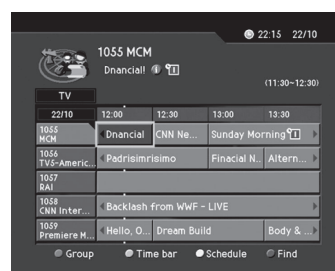 22:15 22/10
1055 MCM
Dnancial!
(11:30~12:30)
TV
22/10 12:00 12:30 13:00 13:30
1055 MCM Dnancial CNN Ne... Sunday Morning
1056 TV5-Americ... Padrisimrisimo Finacial N.. Altern...
1057 RAI
1058 CNN Inter... Backlash from WWF - LIVE
1059 Premiere M... Hello, O... Dream Build Body & ...
Group Time bar Schedule Find